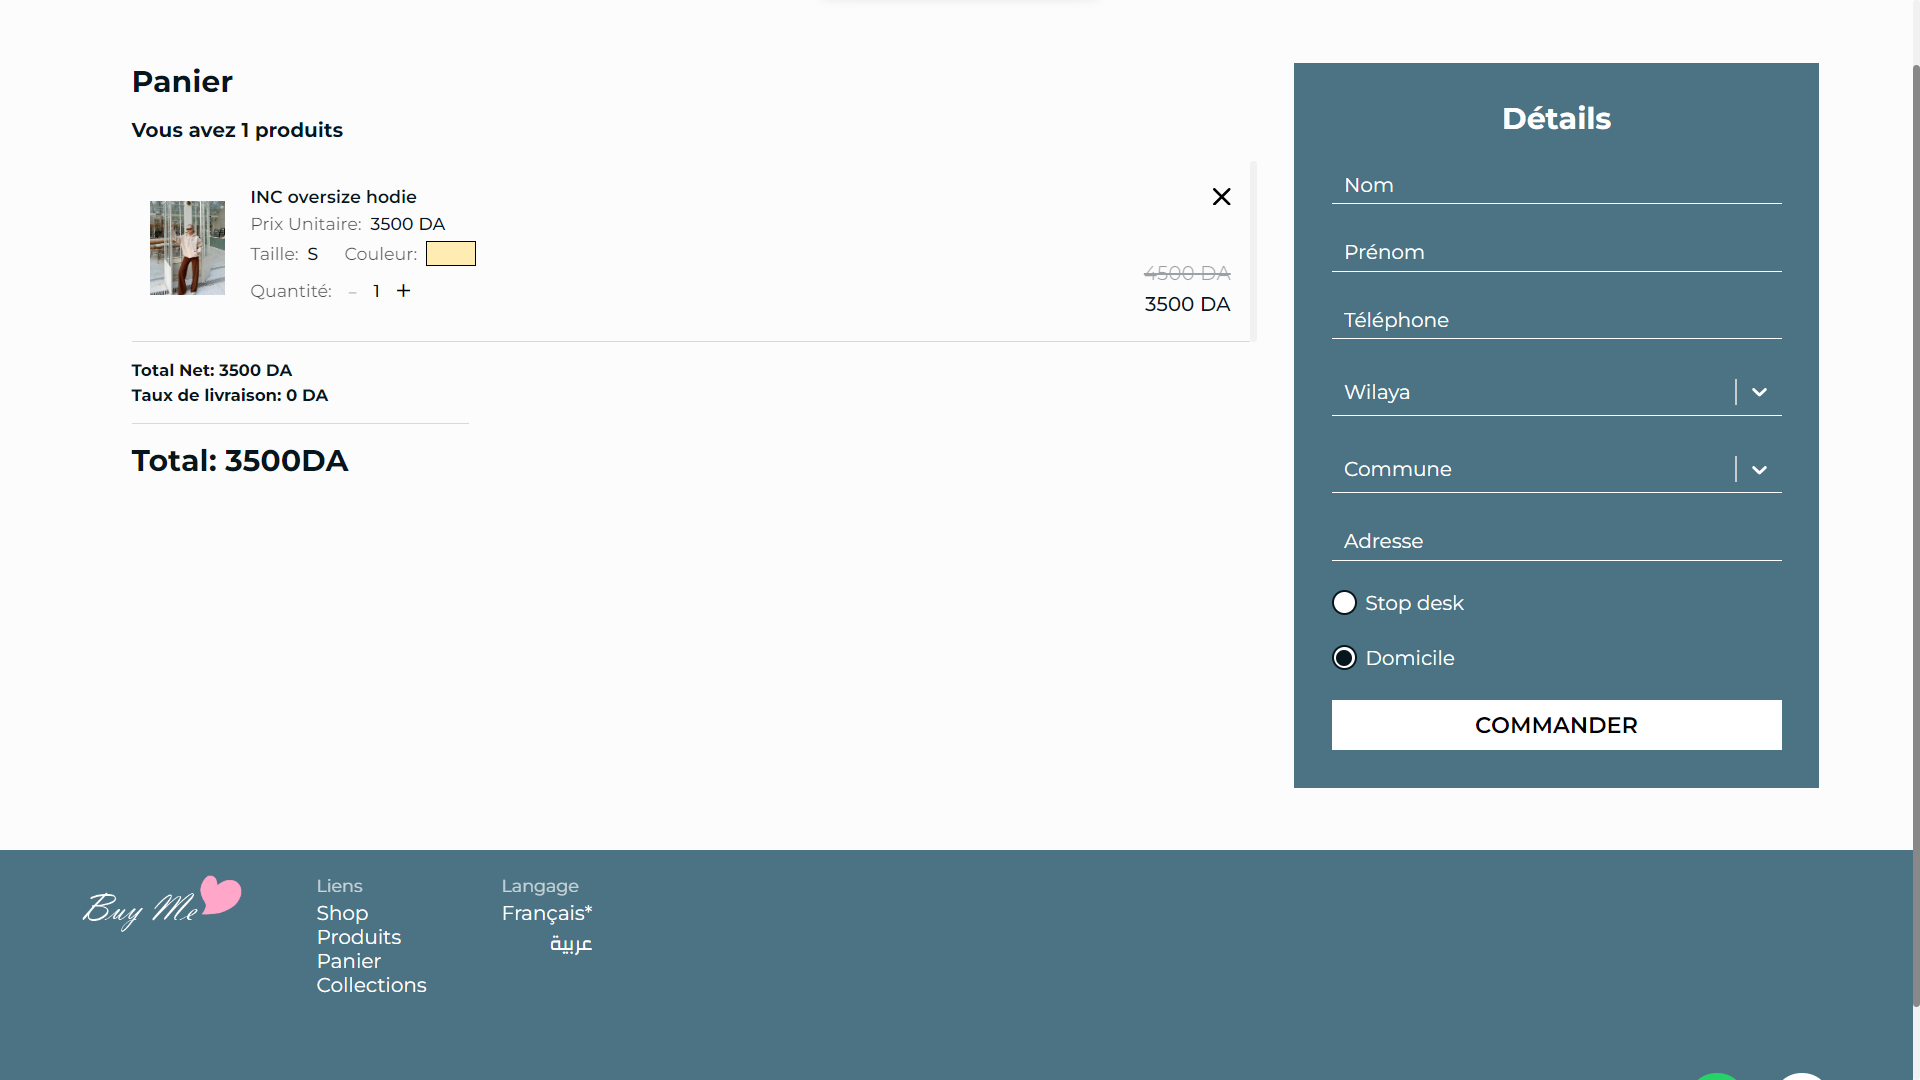 Panier
Vous avez 1 produits
INC oversize hodie
Prix Unitaire: 3500 DA
Taille: S Couleur:
Quantité: - 1 +
4500 DA
3500 DA
Total Net: 3500 DA
Taux de livraison: 0 DA
Total: 3500DA
Détails
Nom
Prénom
Téléphone
Wilaya
Commune
Adresse
Stop desk
Domicile
COMMANDER
Buy Me
Liens
Shop
Produits
Panier
Collections
Langage
Français*
عربية